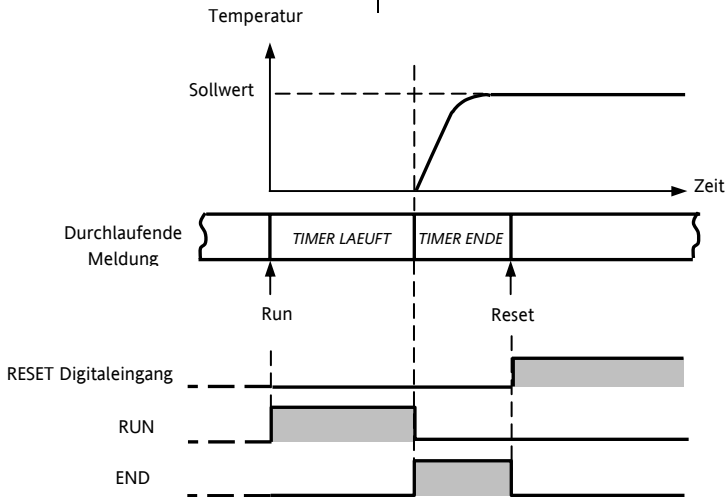 Temperatur
Sollwert
Zeit
Durchlaufende
Meldung
TIMER LAEUFT
TIMER ENDE
Run
Reset
RESET Digitaleingang
RUN
END